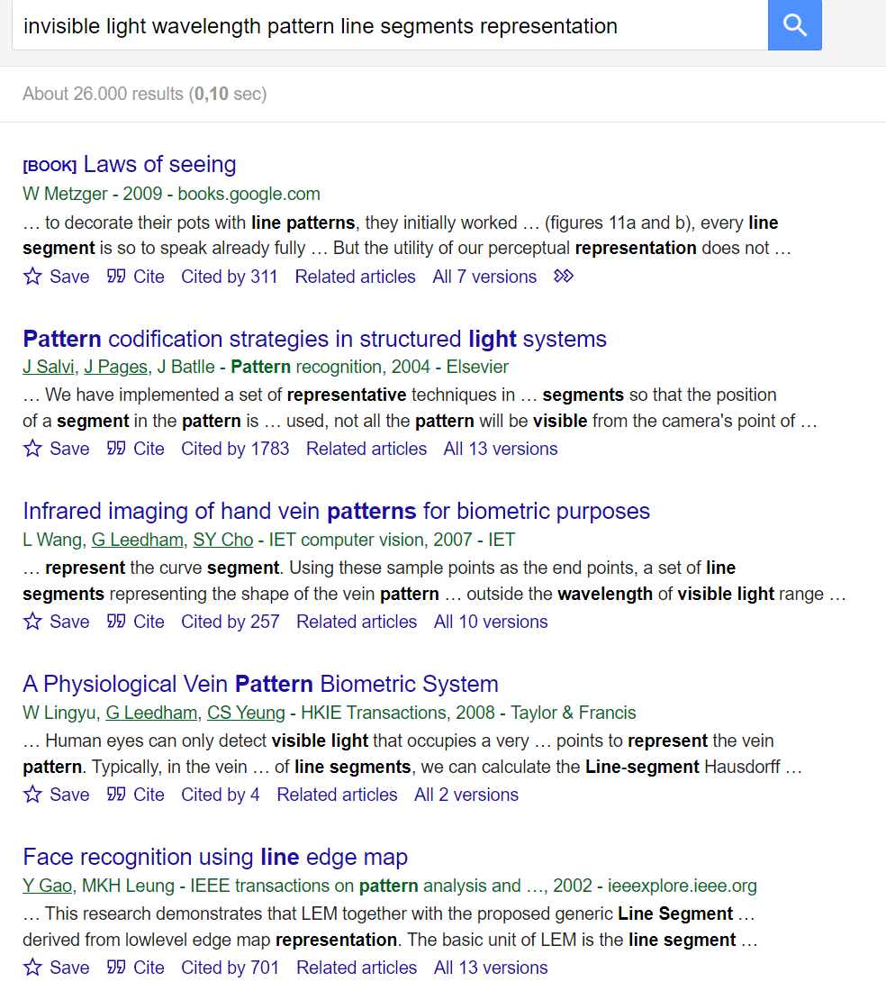 invisible light wavelength pattern line segments representation
About 26.000 results (0,10 sec)
[BOOK] Laws of seeing
W Metzger - 2009 - books.google.com
… to decorate their pots with line patterns, they initially worked … (figures 11a and b), every line
segment is so to speak already fully … But the utility of our perceptual representation does not …
Save Cite Cited by 311 Related articles All 7 versions
Pattern codification strategies in structured light systems
J Salvi, J Pages, J Batlle - Pattern recognition, 2004 - Elsevier
… We have implemented a set of representative techniques in … segments so that the position
of a segment in the pattern is … used, not all the pattern will be visible from the camera's point of …
Save Cite Cited by 1783 Related articles All 13 versions
Infrared imaging of hand vein patterns for biometric purposes
L Wang, G Leedham, SY Cho - IET computer vision, 2007 - IET
… represent the curve segment. Using these sample points as the end points, a set of line
segments representing the shape of the vein pattern … outside the wavelength of visible light range …
Save Cite Cited by 257 Related articles All 10 versions
A Physiological Vein Pattern Biometric System
W Lingyu, G Leedham, CS Yeung - HKIE Transactions, 2008 - Taylor & Francis
… Human eyes can only detect visible light that occupies a very … points to represent the vein
pattern. Typically, in the vein … of line segments, we can calculate the Line-segment Hausdorff …
Save Cite Cited by 4 Related articles All 2 versions
Face recognition using line edge map
Y Gao, MKH Leung - IEEE transactions on pattern analysis and …, 2002 - ieeexplore.ieee.org
… This research demonstrates that LEM together with the proposed generic Line Segment …
derived from lowlevel edge map representation. The basic unit of LEM is the line segment …
Save Cite Cited by 701 Related articles All 13 versions